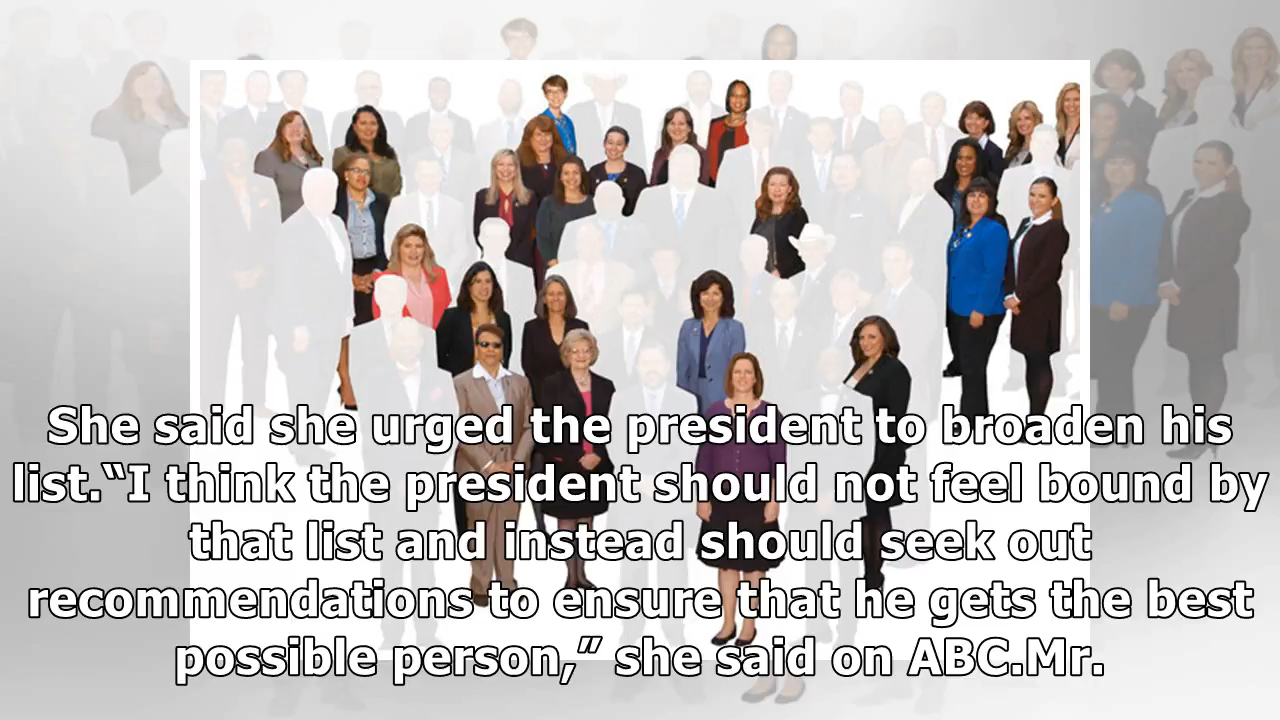 She said she urged the president to broaden his
list.“I think the president should not feel bound by
that list and instead should seek out
recommendations to ensure that he gets the best
possible person,” she said on ABC.Mr.